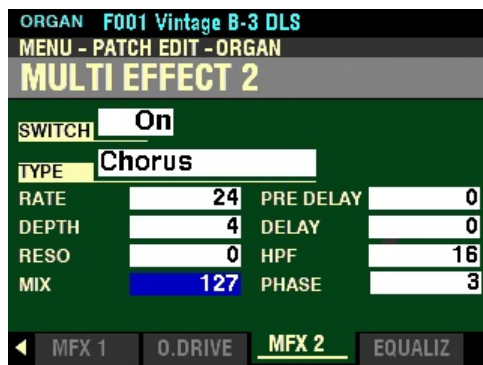 ORGAN F001 Vintage B-3 DLS
MENU - PATCH EDIT - ORGAN
MULTI EFFECT 2
SWITCH On
TYPE Chorus
RATE 24 PRE DELAY 0
DEPTH 4 DELAY 0
RESO 0 HPF 16
MIX 127 PHASE 3
MFX 1 O.DRIVE MFX 2 EQUALIZ